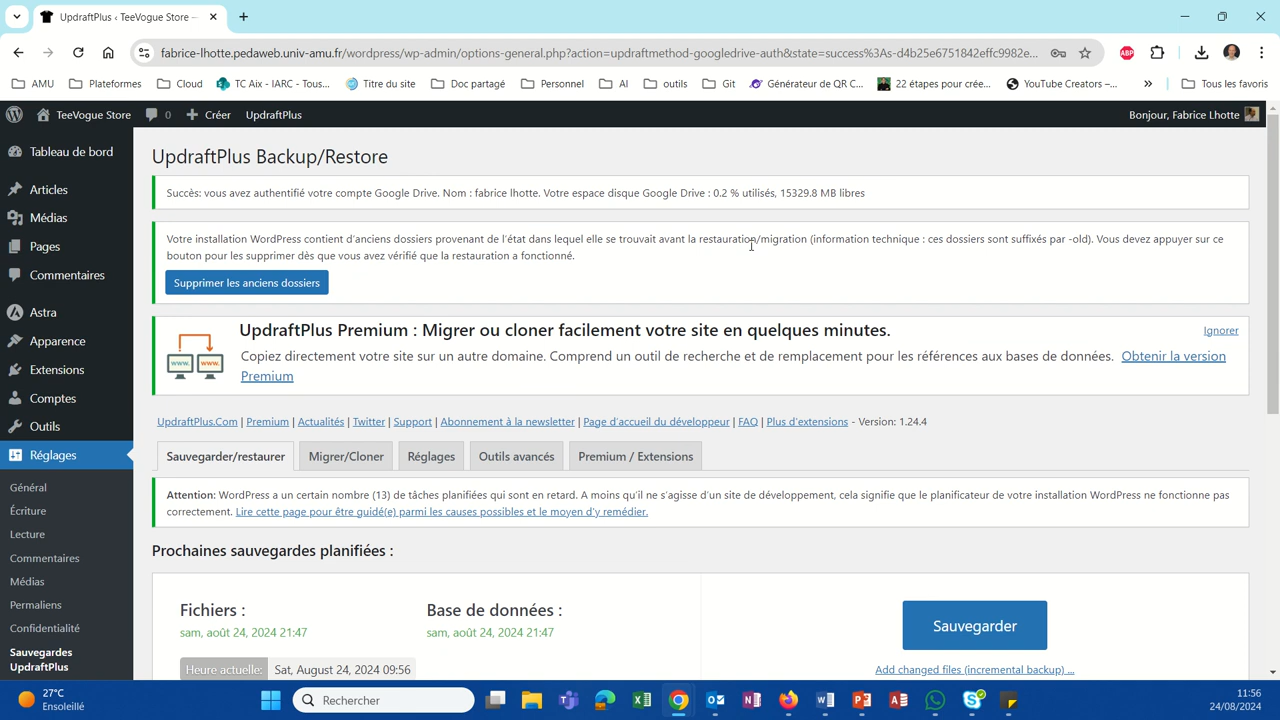 UpdraftPlus ‹ TeeVogue Store —
fabrice-lhotte.pedaweb.univ-amu.fr/wordpress/wp-admin/options-general.php?action=updraftmethod-googledrive-auth&state=success%3As-d4b25e6751842effc9982e...
ABP
AMU
Plateformes
Cloud
TC Aix - IARC - Tous...
Titre du site
Doc partagé
Personnel
AI
outils
Git
Générateur de QR C...
22 étapes pour crée...
YouTube Creators –...
»
Tous les favoris
TeeVogue Store
0
Créer
UpdraftPlus
Bonjour, Fabrice Lhotte
Tableau de bord
Articles
Médias
Pages
Commentaires
Astra
Apparence
Extensions
Comptes
Outils
Réglages
Général
Écriture
Lecture
Commentaires
Médias
Permaliens
Confidentialité
Sauvegardes
UpdraftPlus
UpdraftPlus Backup/Restore
Succès: vous avez authentifié votre compte Google Drive. Nom : fabrice lhotte. Votre espace disque Google Drive : 0.2 % utilisés, 15329.8 MB libres
Votre installation WordPress contient d’anciens dossiers provenant de l’état dans lequel elle se trouvait avant la restauration/migration (information technique : ces dossiers sont suffixés par -old). Vous devez appuyer sur ce
bouton pour les supprimer dès que vous avez vérifié que la restauration a fonctionné.
Supprimer les anciens dossiers
UpdraftPlus Premium : Migrer ou cloner facilement votre site en quelques minutes.
Ignorer
www.
www.
Copiez directement votre site sur un autre domaine. Comprend un outil de recherche et de remplacement pour les références aux bases de données. Obtenir la version
Premium
UpdraftPlus.Com | Premium | Actualités | Twitter | Support | Abonnement à la newsletter | Page d’accueil du développeur | FAQ | Plus d’extensions - Version: 1.24.4
Sauvegarder/restaurer
Migrer/Cloner
Réglages
Outils avancés
Premium / Extensions
Attention: WordPress a un certain nombre (13) de tâches planifiées qui sont en retard. A moins qu’il ne s’agisse d’un site de développement, cela signifie que le planificateur de votre installation WordPress ne fonctionne pas
correctement. Lire cette page pour être guidé(e) parmi les causes possibles et le moyen d’y remédier.
Prochaines sauvegardes planifiées :
Fichiers :
Base de données :
sam, août 24, 2024 21:47
sam, août 24, 2024 21:47
Heure actuelle: Sat, August 24, 2024 09:56
Sauvegarder
Add changed files (incremental backup) ...
27°C
Ensoleillé
Rechercher
11:56
24/08/2024